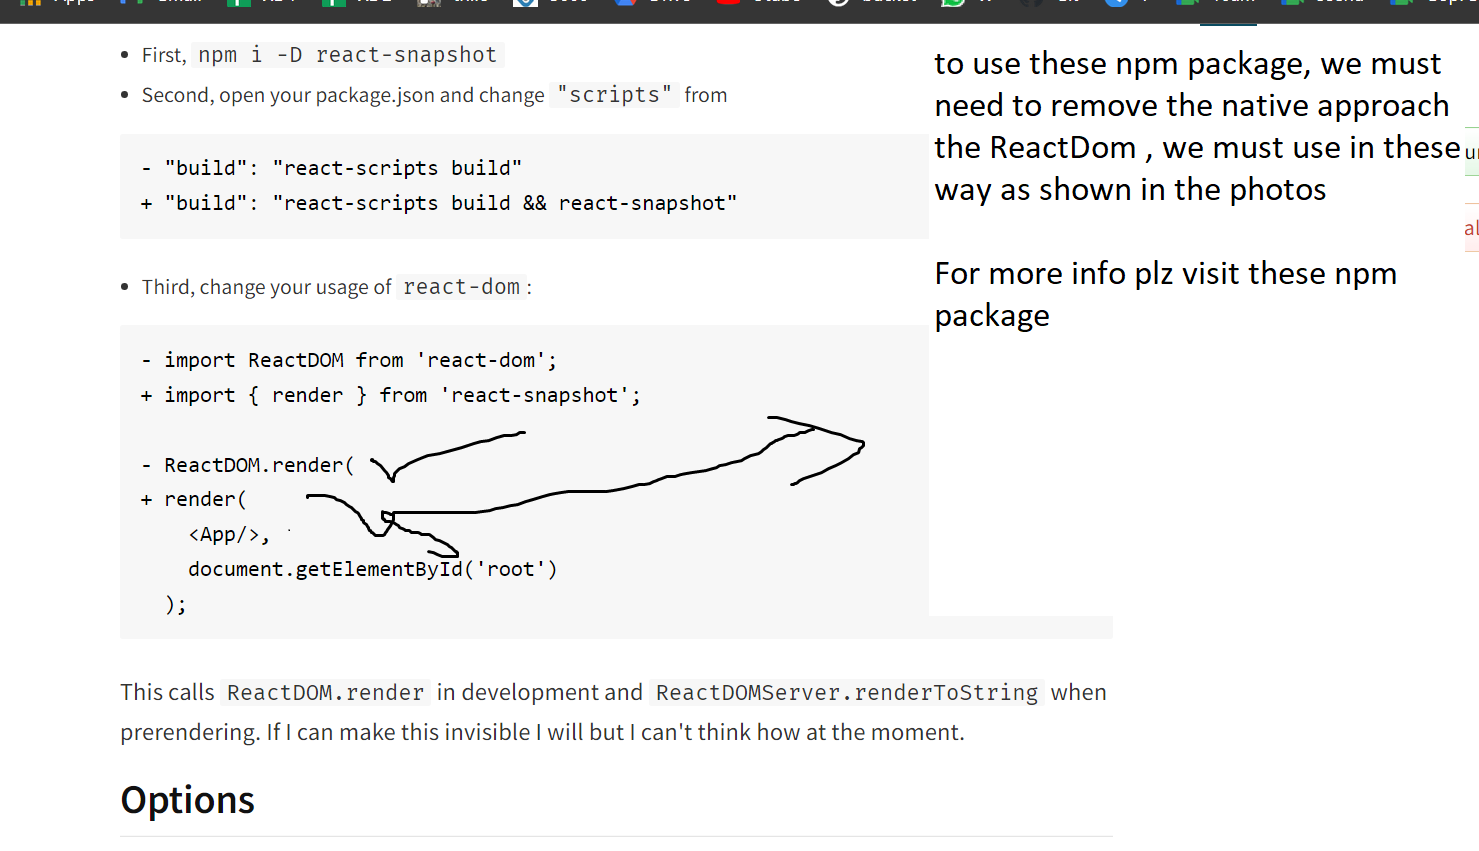 First, npm i -D react-snapshot
Second, open your package.json and change "scripts" from
- "build": "react-scripts build"
+ "build": "react-scripts build && react-snapshot"
Third, change your usage of react-dom:
- import ReactDOM from 'react-dom';
+ import { render } from 'react-snapshot';
- ReactDOM.render(
+ render(
<App/>,
document.getElementById('root')
);
This calls ReactDOM.render in development and ReactDOMServer.renderToString when
prerendering. If I can make this invisible I will but I can't think how at the moment.
Options
to use these npm package, we must
need to remove the native approach
the ReactDom , we must use in these
way as shown in the photos
For more info plz visit these npm
package